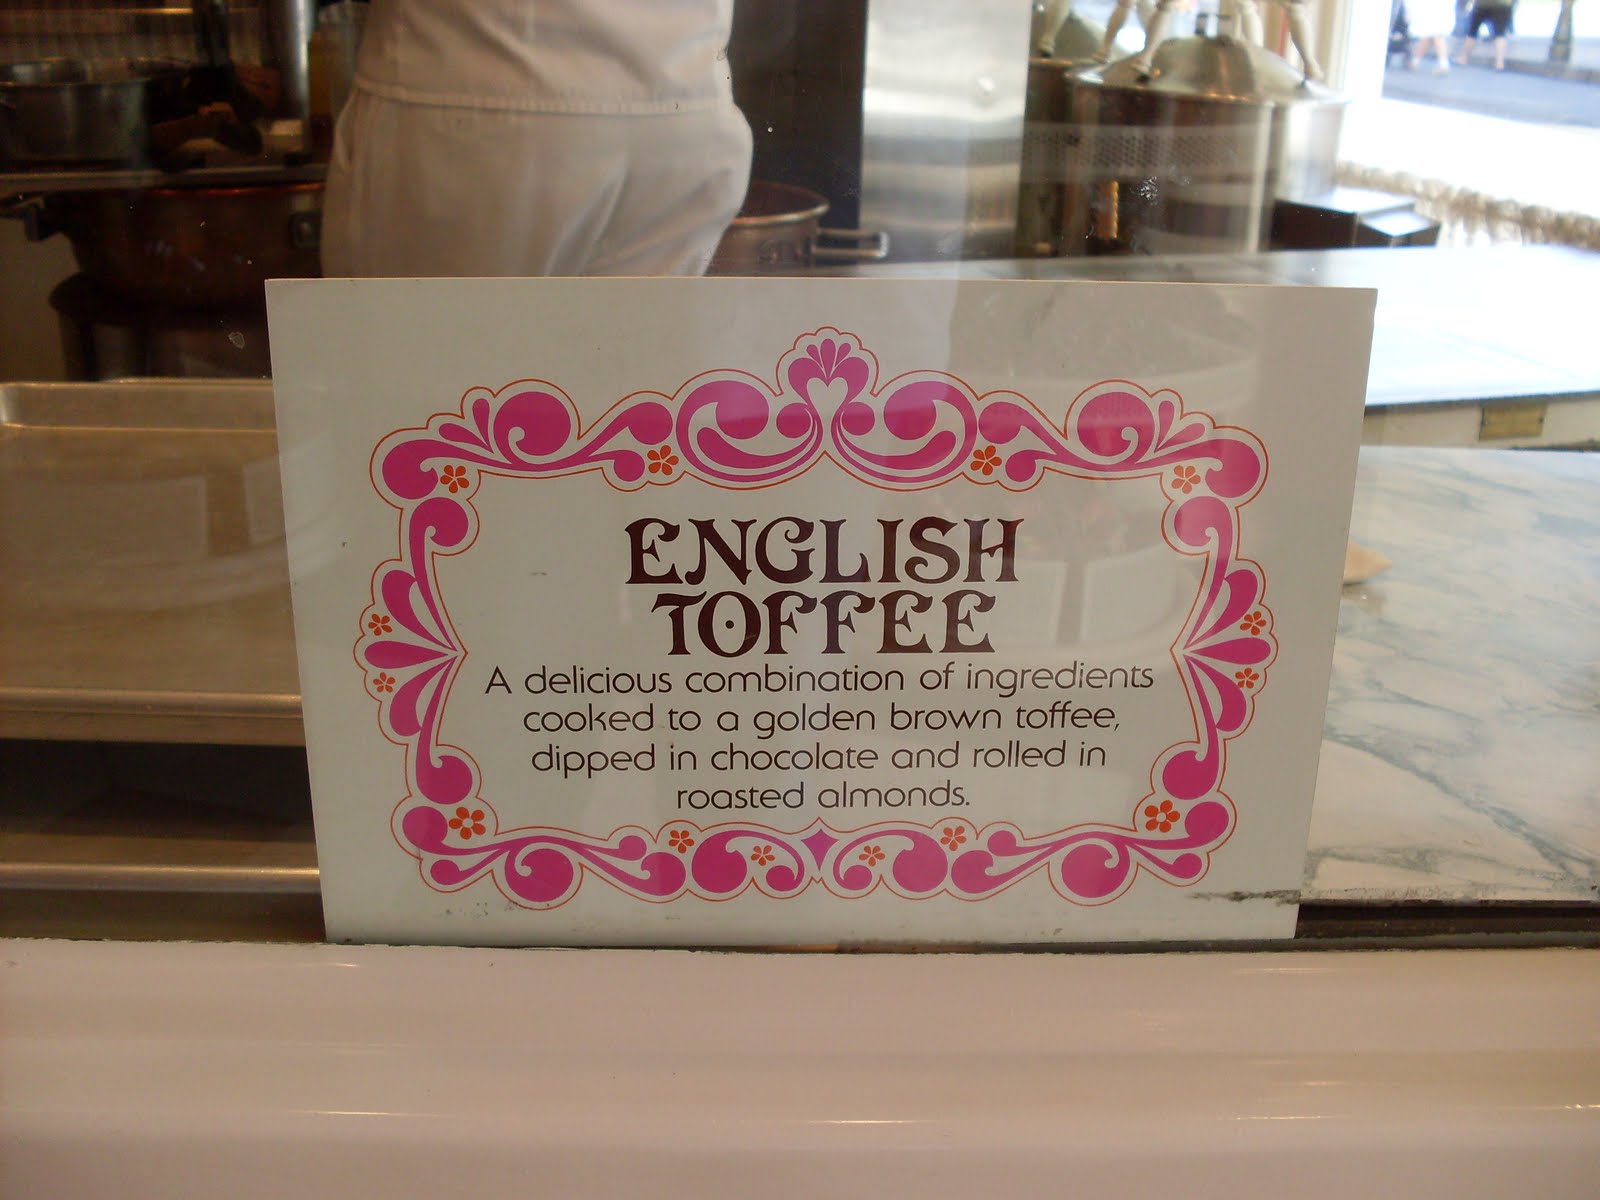 ENGLISH
TOFFEE
A delicious combination of ingredients
cooked to a golden brown toffee,
dipped in chocolate and rolled in
roasted almonds.